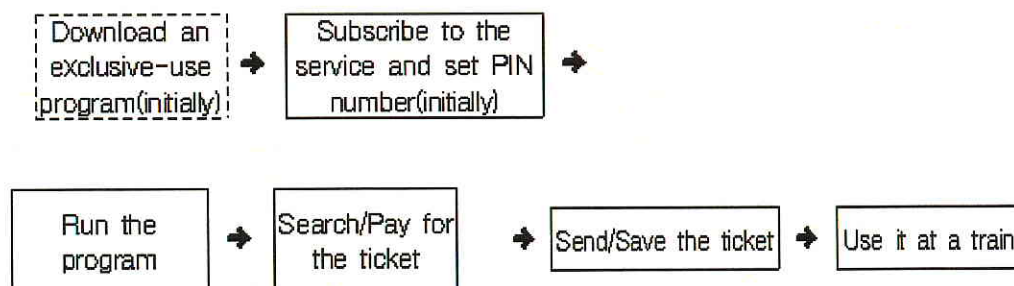 Download an
exclusive-use
program(initially)
Subscribe to the
service and set PIN
number(initially)
Run the
program
Search/Pay for
the ticket
Send/Save the ticket
Use it at a train